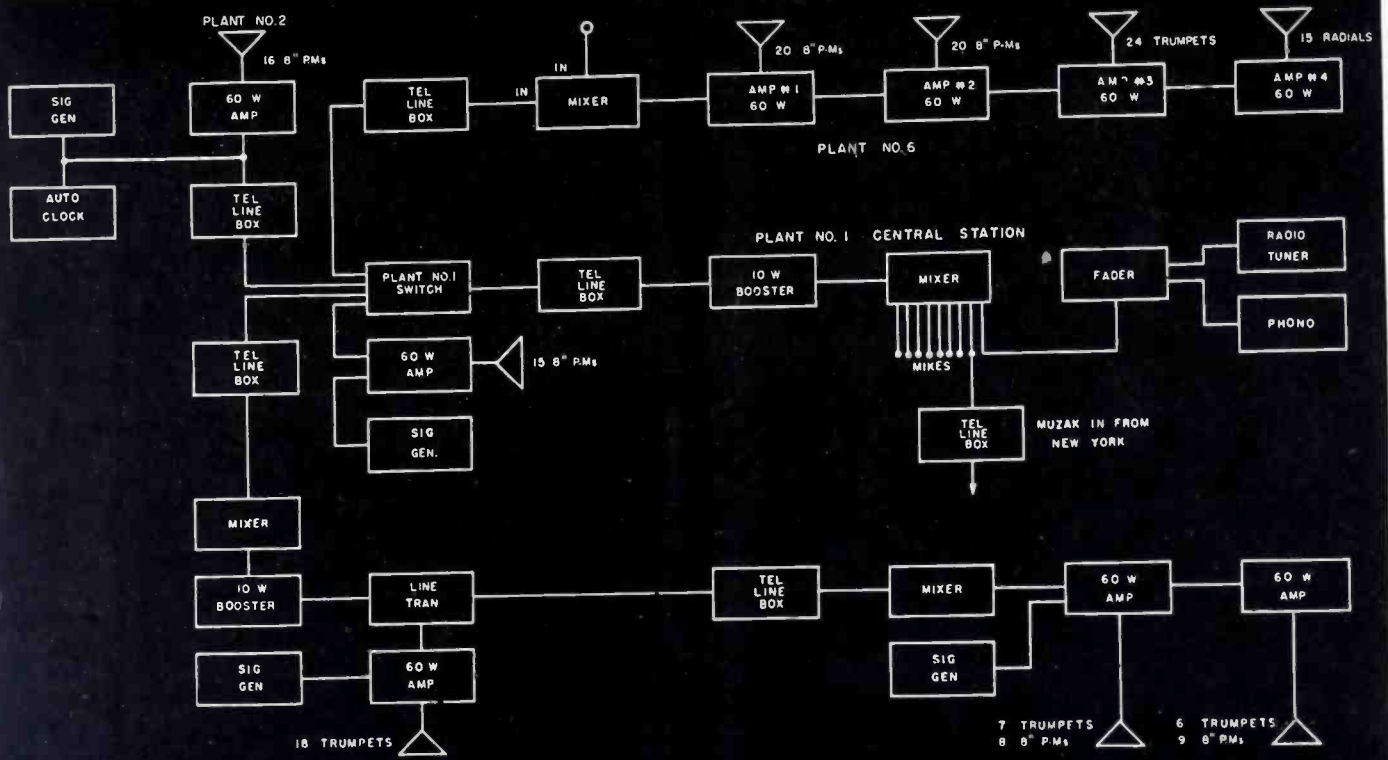 PLANT NO.2
16 8" P.Ms
SIG
GEN
60 W
AMP
AUTO
CLOCK
TEL
LINE
BOX
TEL
LINE
BOX
IN
IN
MIXER
20 8" P-Ms
AMP #1
60 W
20 8" P-Ms
AMP #2
60 W
24 TRUMPETS
AMP #3
60 W
15 RADIALS
AMP #4
60 W
PLANT NO.6
PLANT NO. 1 CENTRAL STATION
PLANT NO.1
SWITCH
TEL
LINE
BOX
10 W
BOOSTER
MIXER
FADER
RADIO
TUNER
PHONO
MIKES
TEL
LINE
BOX
MUZAK IN FROM
NEW YORK
TEL
LINE
BOX
60 W
AMP
15 8" P.Ms
SIG
GEN.
MIXER
10 W
BOOSTER
LINE
TRAN
SIG
GEN
60 W
AMP
18 TRUMPETS
TEL
LINE
BOX
MIXER
SIG
GEN
60 W
AMP
60 W
AMP
7 TRUMPETS
8 8" P-Ms
6 TRUMPETS
9 8" P.Ms